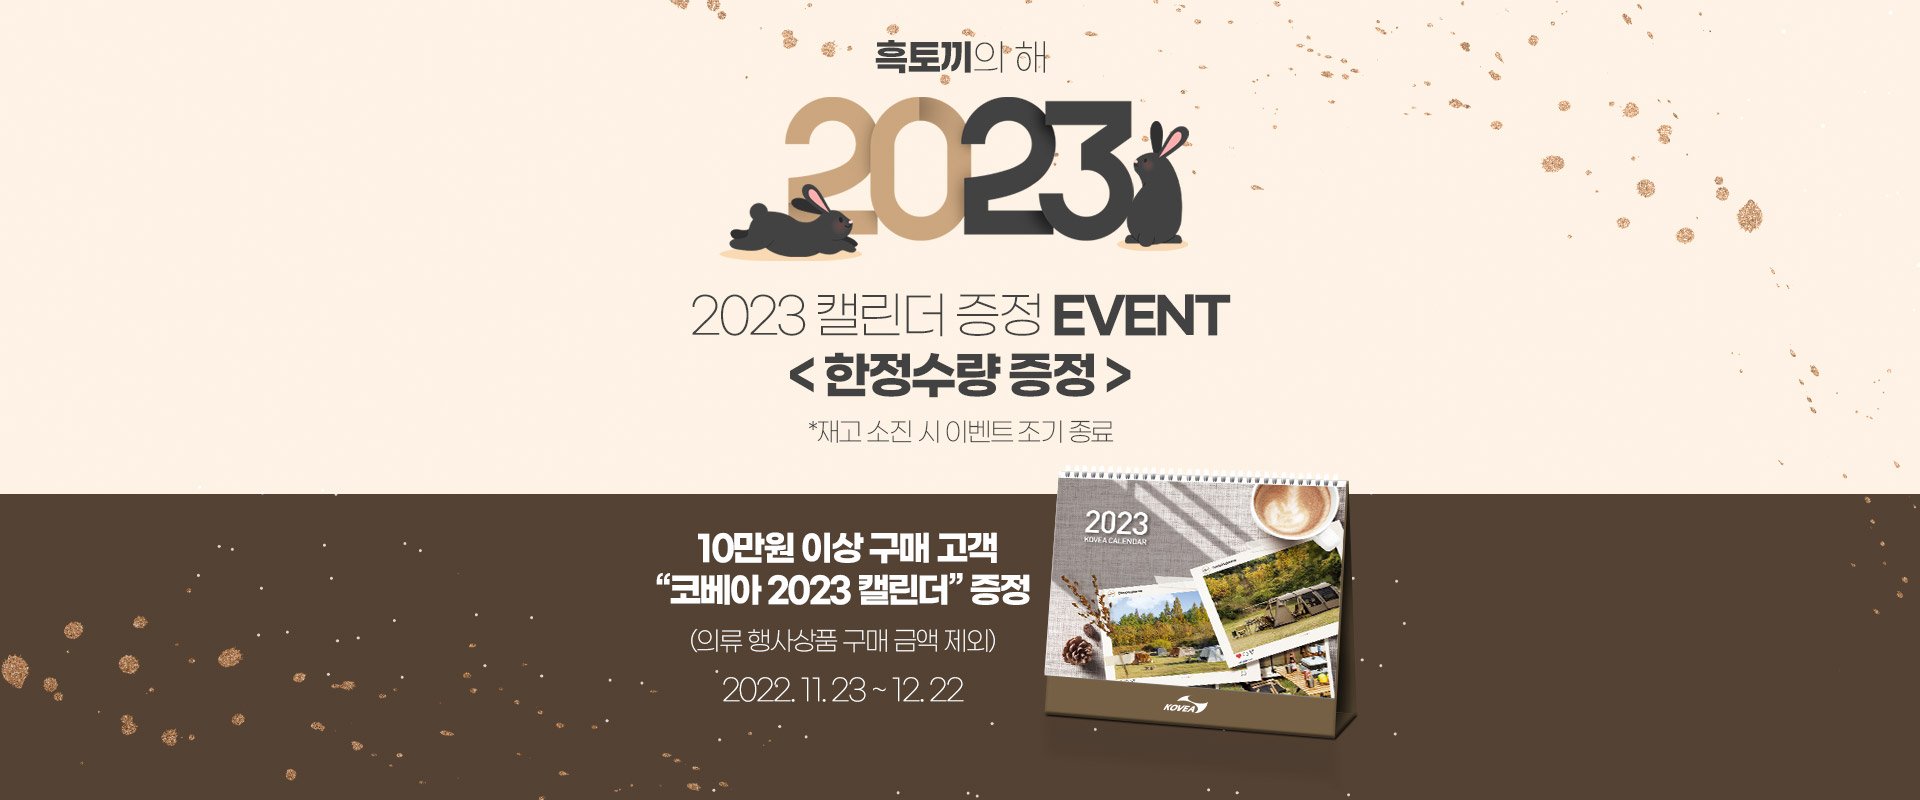 흑토끼의 해
2023
2023 캘린더 증정 EVENT
< 한정수량 증정 >
*재고 소진 시 이벤트 조기 종료
10만원 이상 구매 고객
“코베아 2023 캘린더” 증정
(의류 행사상품 구매 금액 제외)
2022. 11. 23 ~ 12. 22
2023
KOVEA CALENDAR
KOVEA